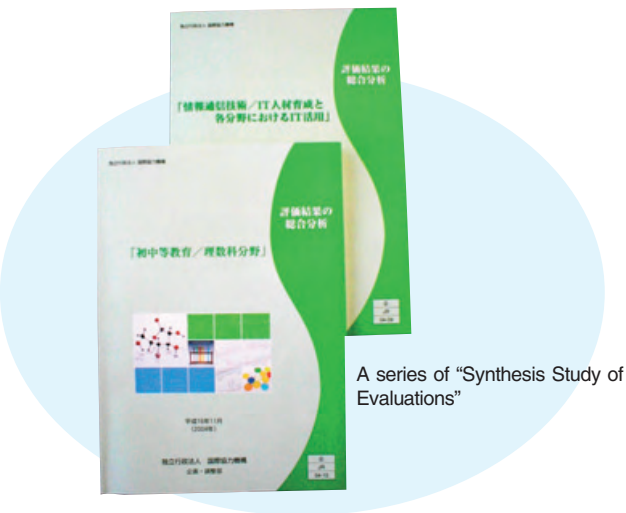 独立行政法人 国際協力機構
評価結果の
総合分析
「情報通信技術/IT人材育成と
各分野におけるIT活用」
独立行政法人 国際協力機構
評価結果の
総合分析
「初中等教育/理数科分野」
平成16年11月
(2004年)
独立行政法人 国際協力機構
企画・調整部
A series of “Synthesis Study of
Evaluations”